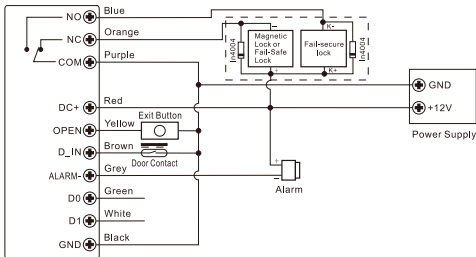 NO Blue
NC Orange
COM Purple
DC+ Red
OPEN Yellow Exit Button
D_IN Brown
Door Contact
ALARM- Grey
D0 Green
D1 White
GND Black
In4004
-
Magnetic
Lock or
Fail-Safe
Lock
+
K-
Fail-secure
lock
K+
In4004
GND
+12V
Power Supply
+
-
Alarm